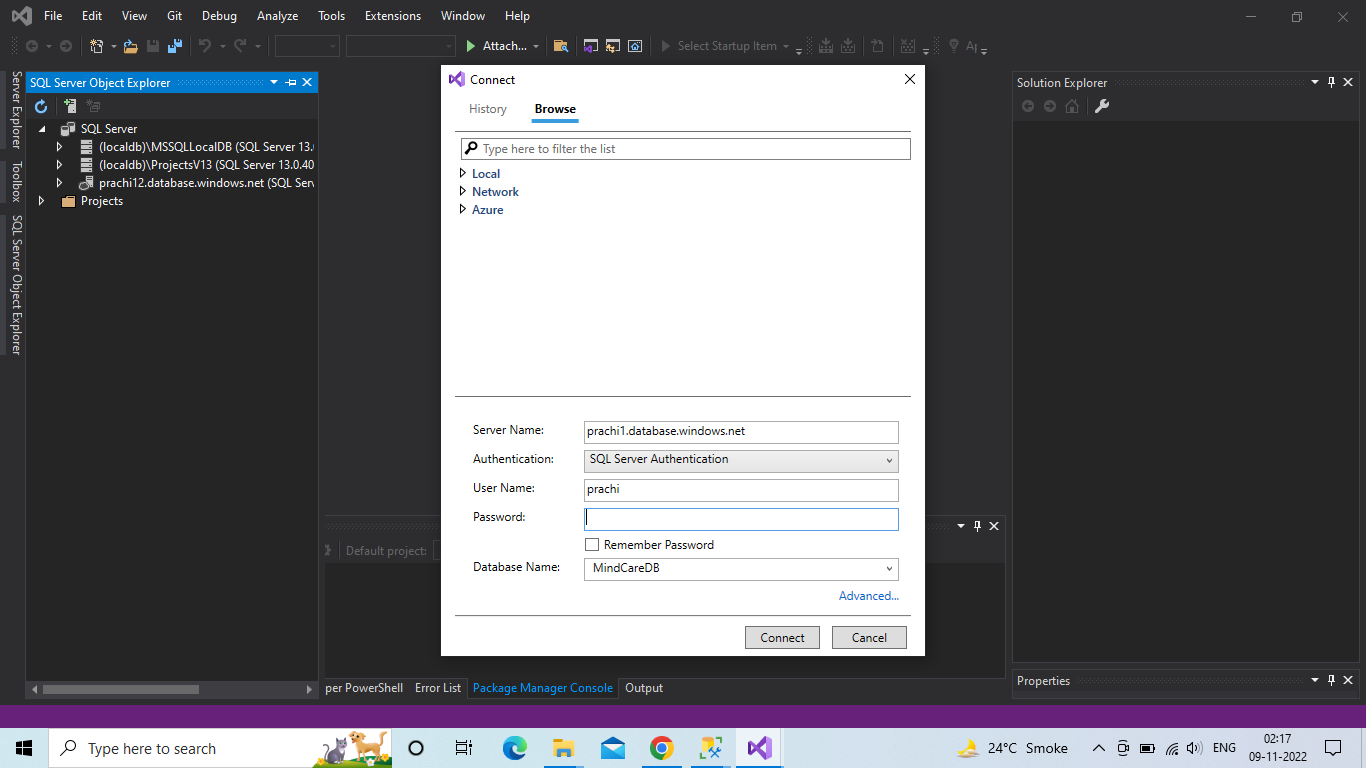 File Edit View Git Debug Analyze Tools Extensions Window Help
Attach... Select Startup Item
Server Explorer
Toolbox
SQL Server Object Explorer
SQL Server Object Explorer
SQL Server
(localdb)\MSSQLLocalDB (SQL Server 13.
(localdb)\ProjectsV13 (SQL Server 13.0.40
prachi12.database.windows.net (SQL Serv
Projects
Connect
History Browse
Type here to filter the list
Local
Network
Azure
Server Name: prachi1.database.windows.net
Authentication: SQL Server Authentication
User Name: prachi
Password:
Remember Password
Database Name: MindCareDB
Advanced...
Connect Cancel
Default project:
per PowerShell Error List Package Manager Console Output
Solution Explorer
Properties
Type here to search
24°C Smoke
ENG
02:17
09-11-2022